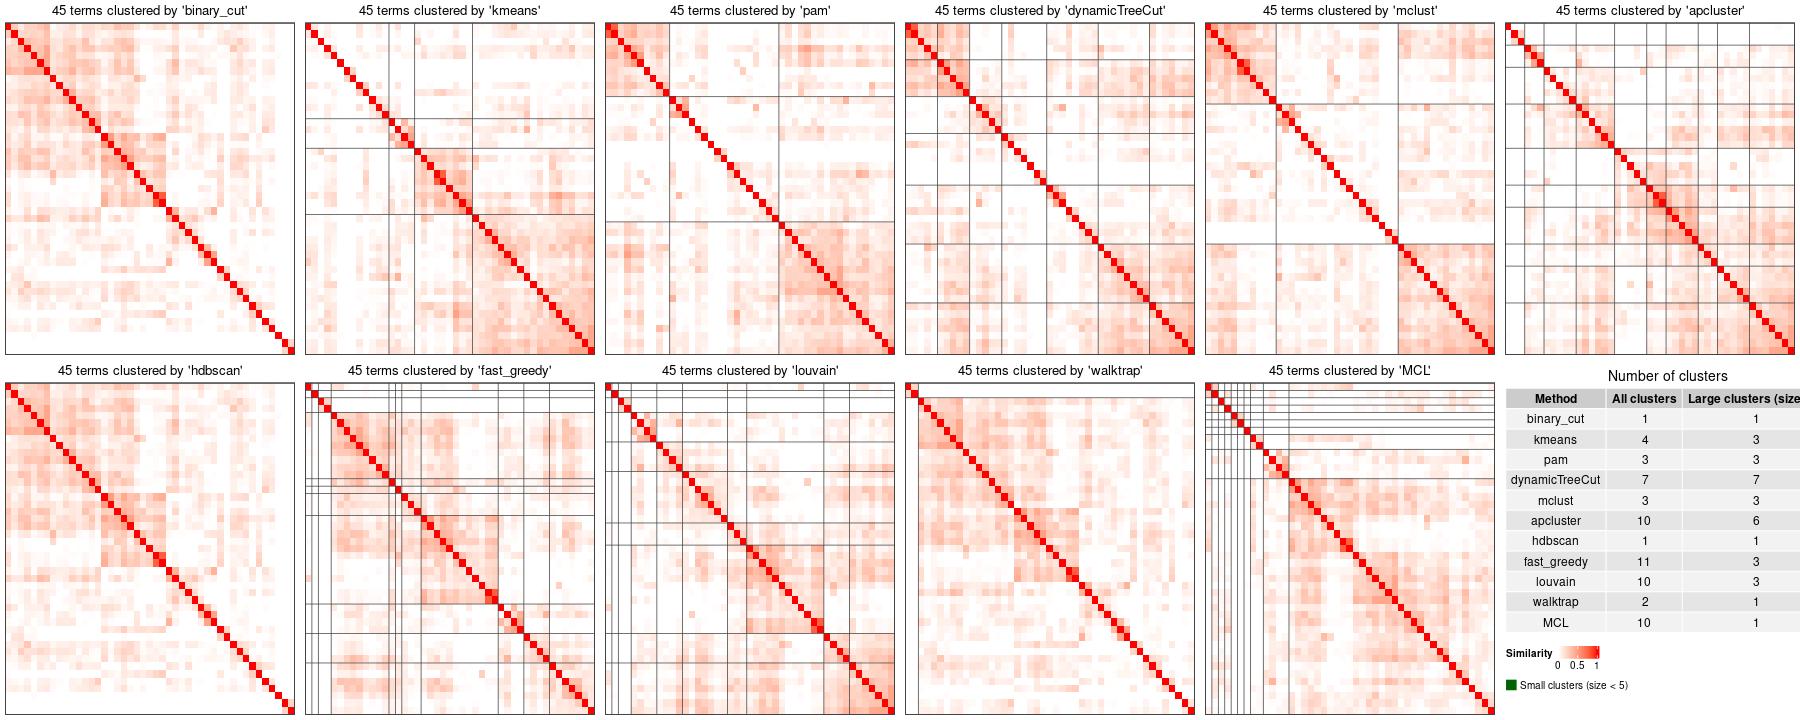 45 terms clustered by 'binary_cut'
45 terms clustered by 'kmeans'
45 terms clustered by 'pam'
45 terms clustered by 'dynamicTreeCut'
45 terms clustered by 'mclust'
45 terms clustered by 'apcluster'
45 terms clustered by 'hdbscan'
45 terms clustered by 'fast_greedy'
45 terms clustered by 'louvain'
45 terms clustered by 'walktrap'
45 terms clustered by 'MCL'
Number of clusters
Method All clusters Large clusters (size
binary_cut 1 1
kmeans 4 3
pam 3 3
dynamicTreeCut 7 7
mclust 3 3
apcluster 10 6
hdbscan 1 1
fast_greedy 11 3
louvain 10 3
walktrap 2 1
MCL 10 1
Similarity
0 0.5 1
Small clusters (size < 5)